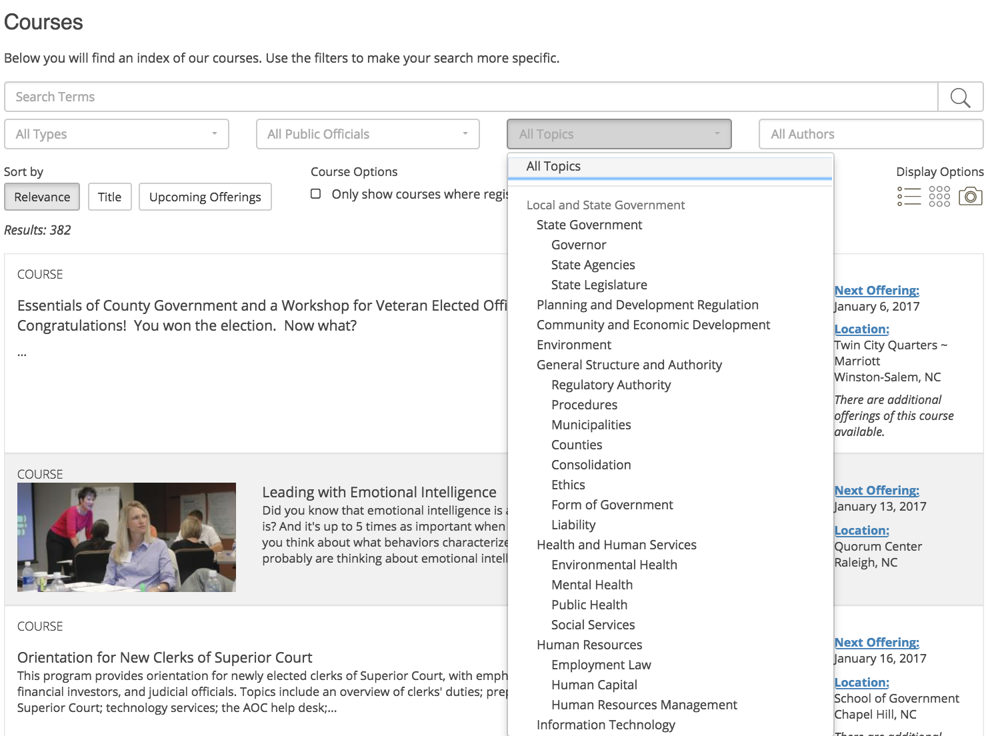 Courses
Below you will find an index of our courses. Use the filters to make your search more specific.
Search Terms
All Types
All Public Officials
All Topics
All Authors
Sort by
Relevance
Title
Upcoming Offerings
Course Options
Only show courses where regis
Display Options
Results: 382
All Topics
Local and State Government
State Government
Governor
State Agencies
State Legislature
Planning and Development Regulation
Community and Economic Development
Environment
General Structure and Authority
Regulatory Authority
Procedures
Municipalities
Counties
Consolidation
Ethics
Form of Government
Liability
Health and Human Services
Environmental Health
Mental Health
Public Health
Social Services
Human Resources
Employment Law
Human Capital
Human Resources Management
Information Technology
COURSE
Essentials of County Government and a Workshop for Veteran Elected Offi
Congratulations!  You won the election.  Now what?
...
Next Offering:
January 6, 2017
Location:
Twin City Quarters ~
Marriott
Winston-Salem, NC
There are additional
offerings of this course
available.
COURSE
Leading with Emotional Intelligence
Did you know that emotional intelligence is a
is? And it's up to 5 times as important when
you think about what behaviors characterize
probably are thinking about emotional intell
Next Offering:
January 13, 2017
Location:
Quorum Center
Raleigh, NC
COURSE
Orientation for New Clerks of Superior Court
This program provides orientation for newly elected clerks of Superior Court, with emph
financial investors, and judicial officials. Topics include an overview of clerks' duties; prep
Superior Court; technology services; the AOC help desk;...
Next Offering:
January 16, 2017
Location:
School of Government
Chapel Hill, NC
There are additional